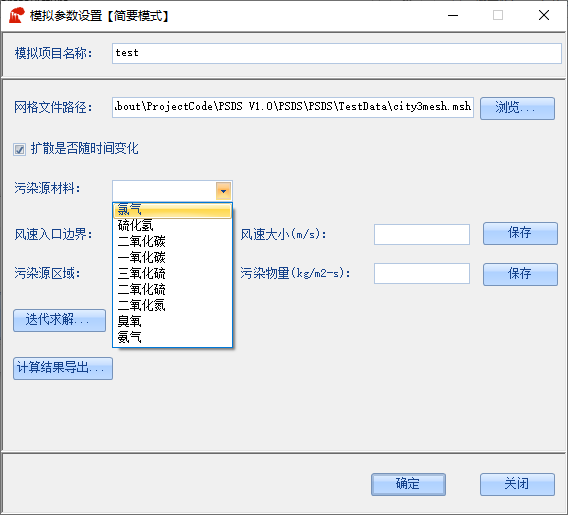 模拟参数设置【简要模式】
模拟项目名称: test
网格文件路径: bout\ProjectCode\PSDS V1.0\PSDS\PSDS\TestData\city3mesh.msh 浏览...
扩散是否随时间变化
污染源材料:
氯气
硫化氢
二氧化碳
一氧化碳
三氧化硫
二氧化硫
二氧化氮
臭氧
氨气
风速入口边界: 风速大小(m/s): 保存
污染源区域: 污染物量(kg/m2-s): 保存
迭代求解...
计算结果导出...
确定 关闭